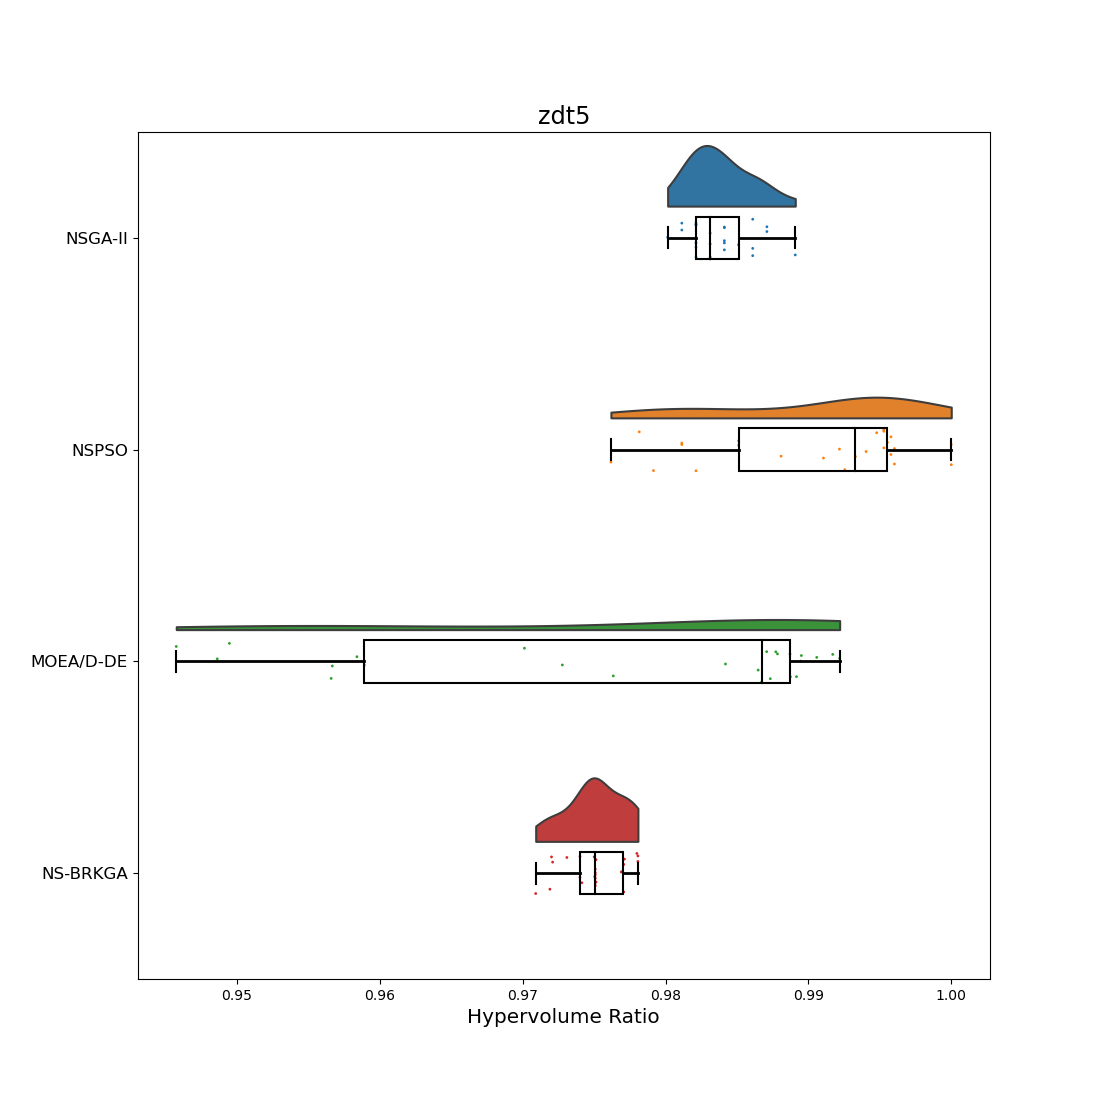 zdt5
NSGA-II
NSPSO
MOEA/D-DE
NS-BRKGA
0.95 0.96 0.97 0.98 0.99 1.00
Hypervolume Ratio